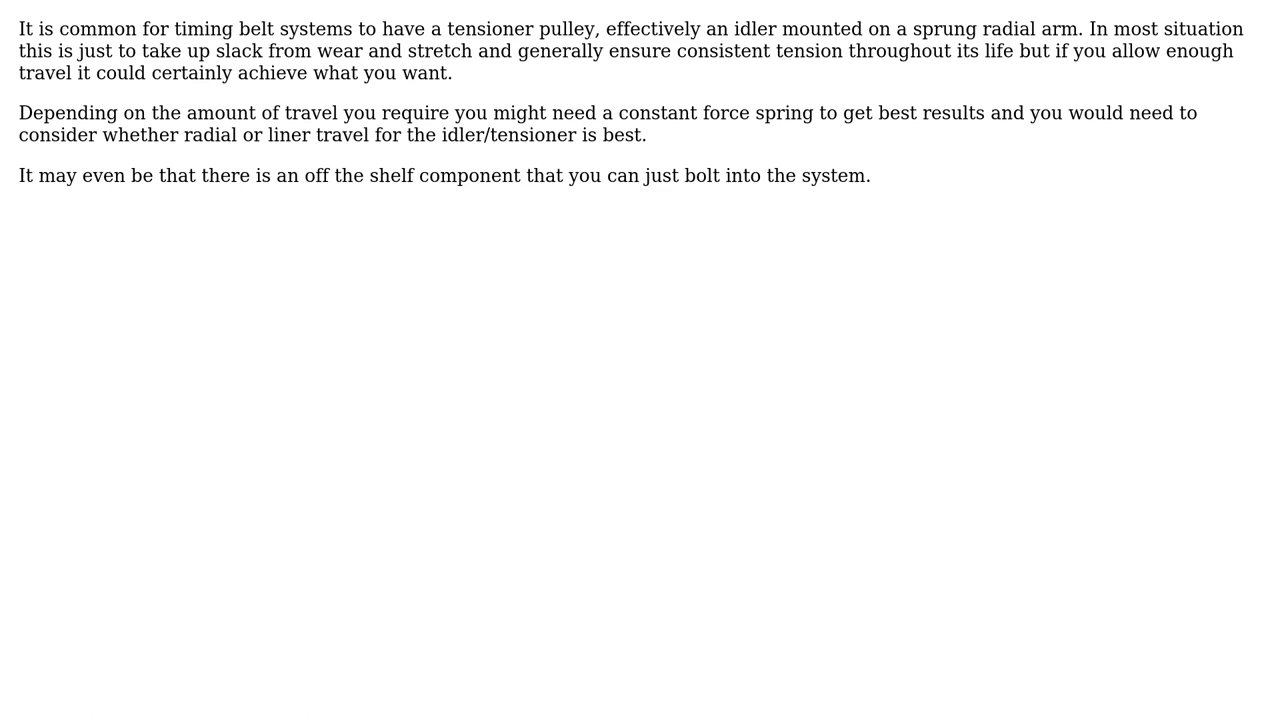 It is common for timing belt systems to have a tensioner pulley, effectively an idler mounted on a sprung radial arm. In most situation
this is just to take up slack from wear and stretch and generally ensure consistent tension throughout its life but if you allow enough
travel it could certainly achieve what you want.
Depending on the amount of travel you require you might need a constant force spring to get best results and you would need to
consider whether radial or liner travel for the idler/tensioner is best.
It may even be that there is an off the shelf component that you can just bolt into the system.